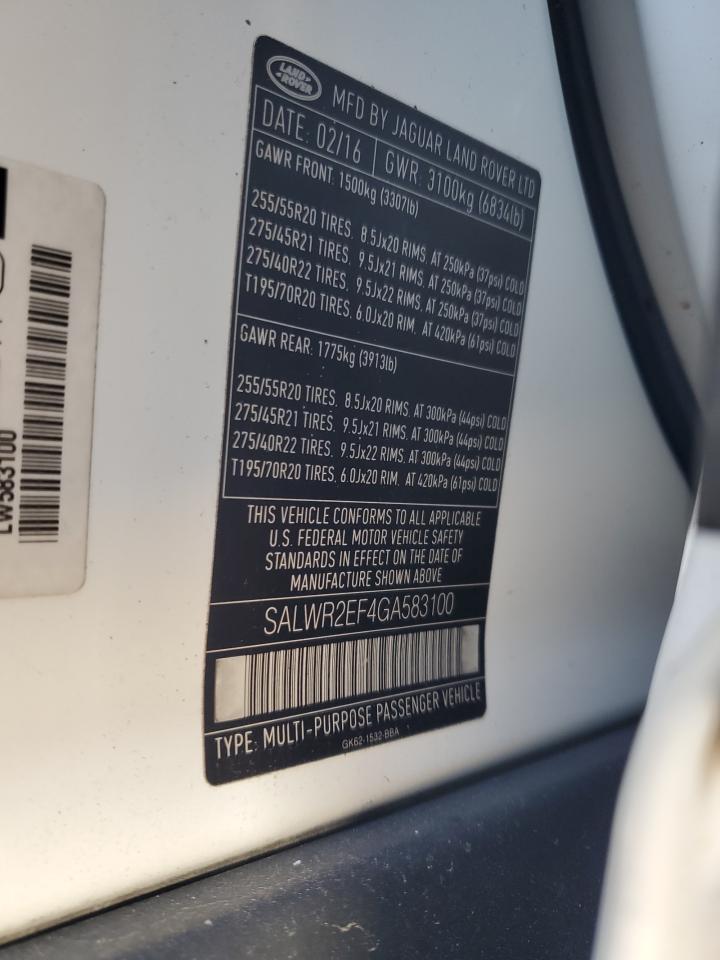 LAND
ROVER
MFD BY JAGUAR LAND ROVER LTD
DATE: 02/16 GWR: 3100kg (6834lb)
GAWR FRONT: 1500kg (3307lb)
255/55R20 TIRES, 8.5Jx20 RIMS, AT 250kPa (37psi) COLD
275/45R21 TIRES, 9.5Jx21 RIMS, AT 250kPa (37psi) COLD
275/40R22 TIRES, 9.5Jx22 RIMS, AT 250kPa (37psi) COLD
T195/70R20 TIRES, 6.0Jx20 RIM, AT 420kPa (61psi) COLD
GAWR REAR: 1775kg (3913lb)
255/55R20 TIRES, 8.5Jx20 RIMS, AT 300kPa (44psi) COLD
275/45R21 TIRES, 9.5Jx21 RIMS, AT 300kPa (44psi) COLD
275/40R22 TIRES, 9.5Jx22 RIMS, AT 300kPa (44psi) COLD
T195/70R20 TIRES, 6.0Jx20 RIM, AT 420kPa (61psi) COLD
THIS VEHICLE CONFORMS TO ALL APPLICABLE
U.S. FEDERAL MOTOR VEHICLE SAFETY
STANDARDS IN EFFECT ON THE DATE OF
MANUFACTURE SHOWN ABOVE
SALWR2EF4GA583100
TYPE: MULTI-PURPOSE PASSENGER VEHICLE
GK62-1532-BBA
LW583100